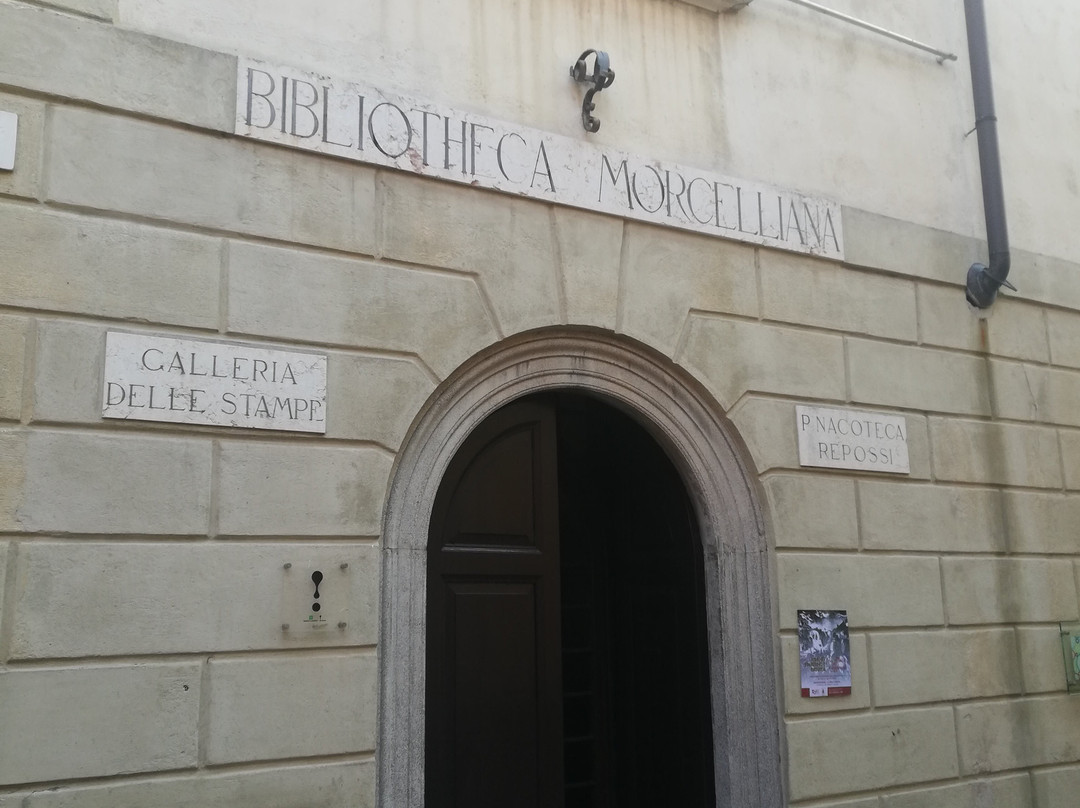 BIBLIOTHECA MORCELLIANA
GALLERIA
DELLE STAMPE
PINACOTECA
REPOSSI